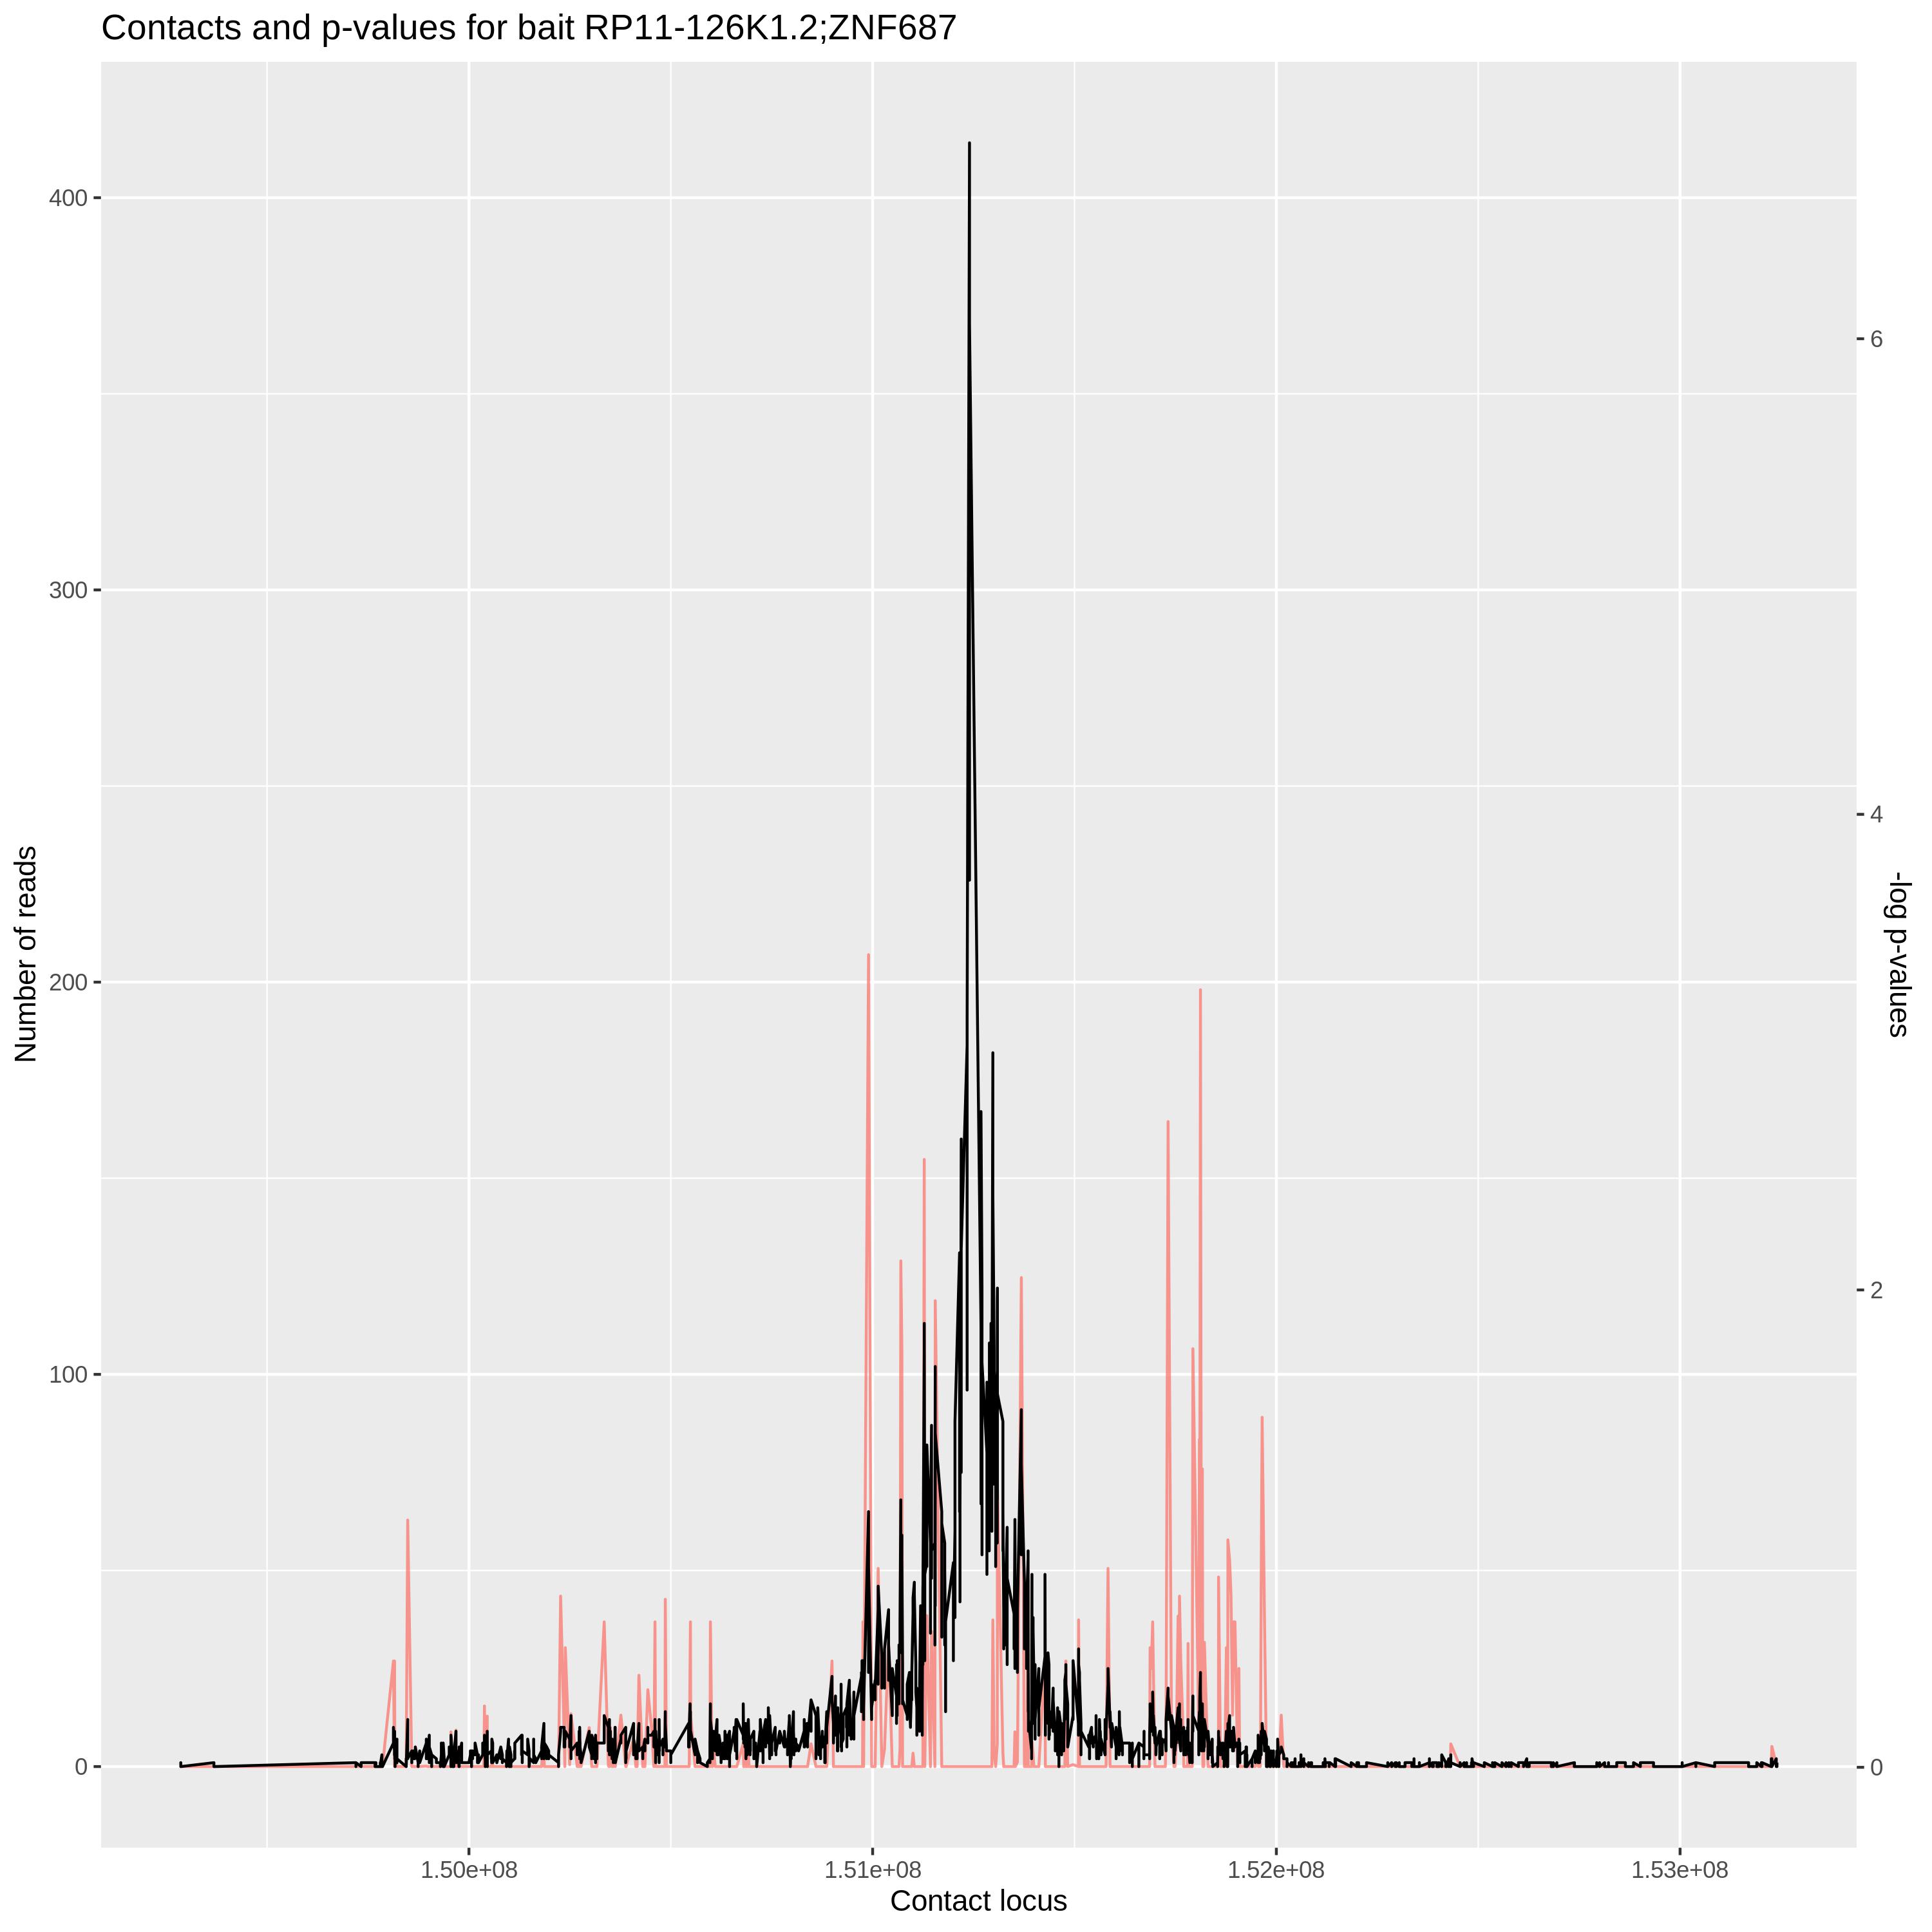 Contacts and p-values for bait RP11-126K1.2;ZNF687
400
300
200
100
0
Number of reads
6
4
2
0
-log p-values
1.50e+08
1.51e+08
1.52e+08
1.53e+08
Contact locus